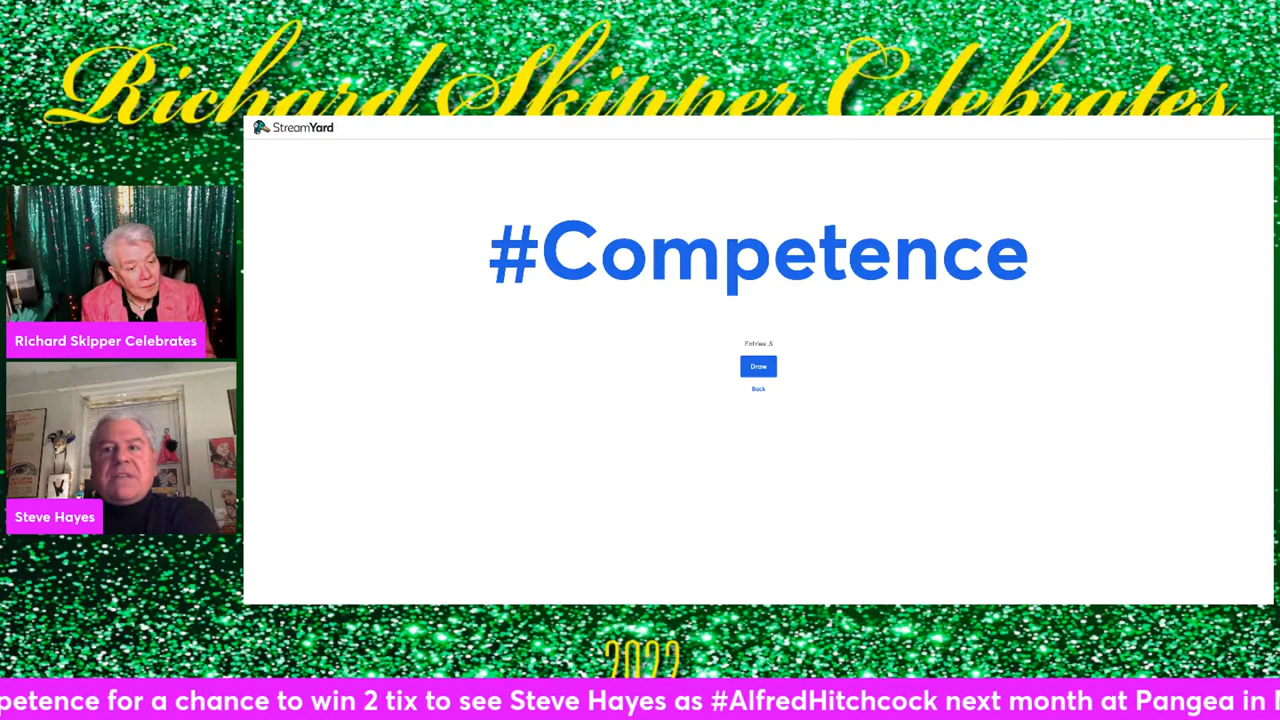 Richard Skipper Celebrates
StreamYard
#Competence
Entries: 5
Draw
Back
Richard Skipper Celebrates
Steve Hayes
2022
petence for a chance to win 2 tix to see Steve Hayes as #AlfredHitchcock next month at Pangea in